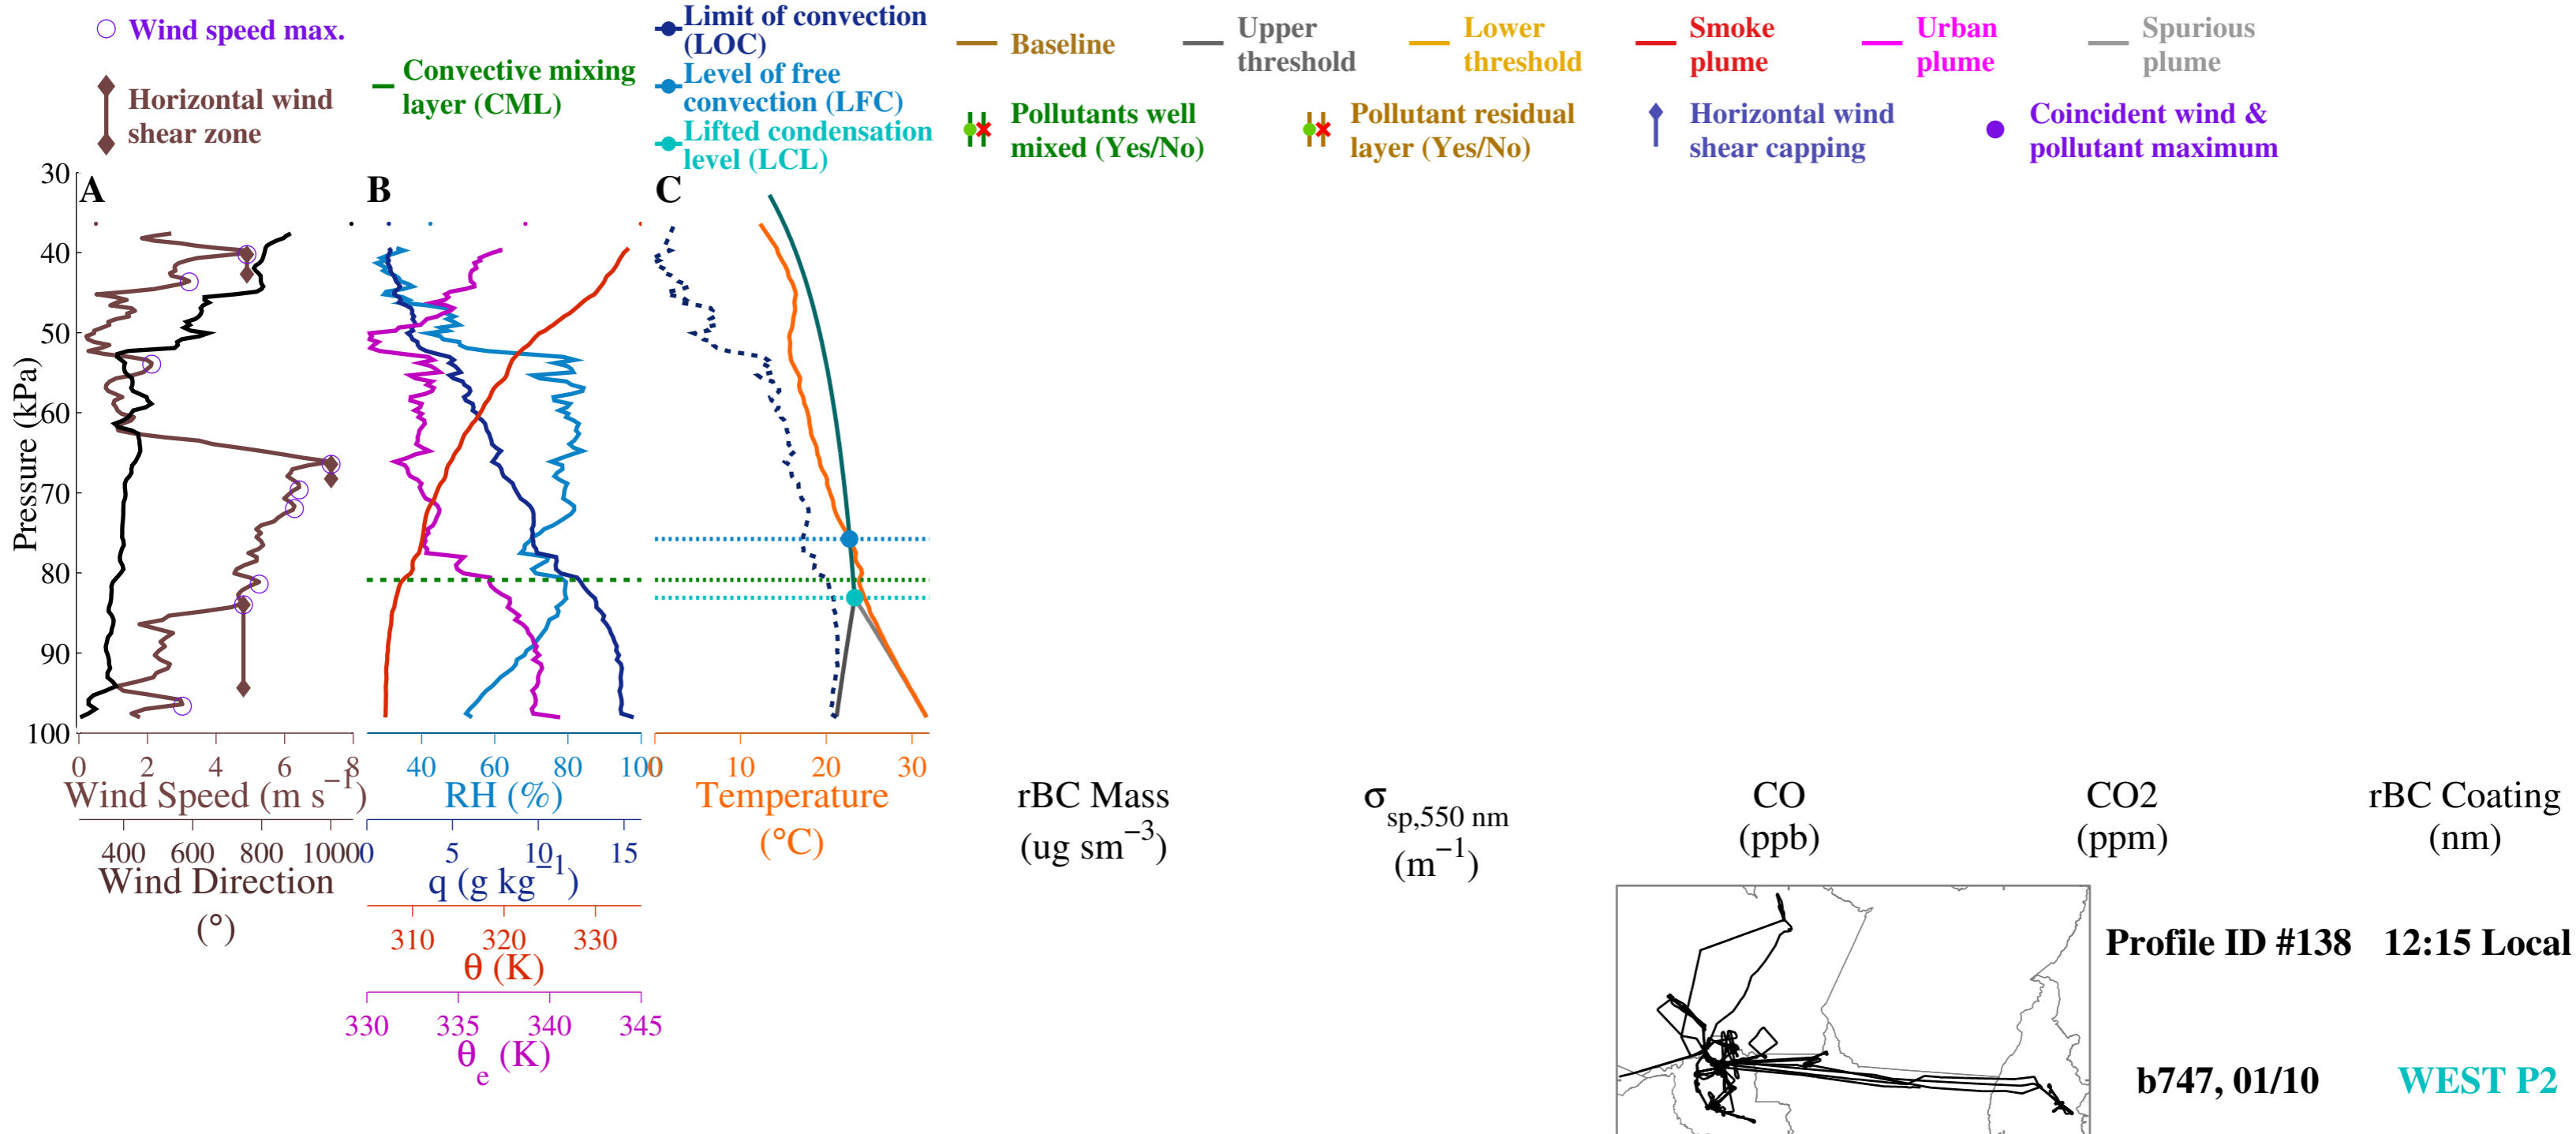 Wind speed max.
Horizontal wind
shear zone
Convective mixing
layer (CML)
Limit of convection
(LOC)
Level of free
convection (LFC)
Lifted condensation
level (LCL)
Baseline
Upper
threshold
Lower
threshold
Smoke
plume
Urban
plume
Spurious
plume
Pollutants well
mixed (Yes/No)
Pollutant residual
layer (Yes/No)
Horizontal wind
shear capping
Coincident wind &
pollutant maximum
A
B
C
Pressure (kPa)
30
40
50
60
70
80
90
100
0 2 4 6 8
Wind Speed (m s⁻¹)
400 600 800 1000
Wind Direction
(°)
40 60 80 100
RH (%)
0 5 10 15
q (g kg⁻¹)
310 320 330
θ (K)
330 335 340 345
θe (K)
0 10 20 30
Temperature
(°C)
rBC Mass
(ug sm⁻³)
σsp,550 nm
(m⁻¹)
CO
(ppb)
CO2
(ppm)
rBC Coating
(nm)
Profile ID #138 12:15 Local
b747, 01/10 WEST P2